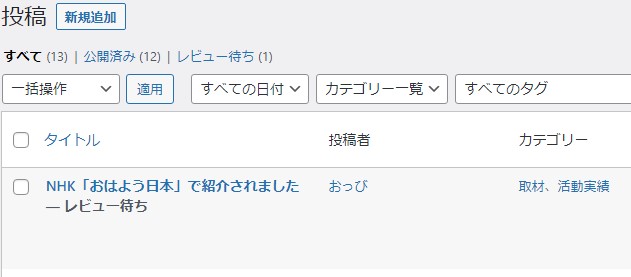 投稿 新規追加
すべて (13) | 公開済み (12) | レビュー待ち (1)
一括操作 適用 すべての日付 カテゴリー一覧 すべてのタグ
タイトル 投稿者 カテゴリー
NHK「おはよう日本」で紹介されました おっぴ 取材、活動実績
— レビュー待ち